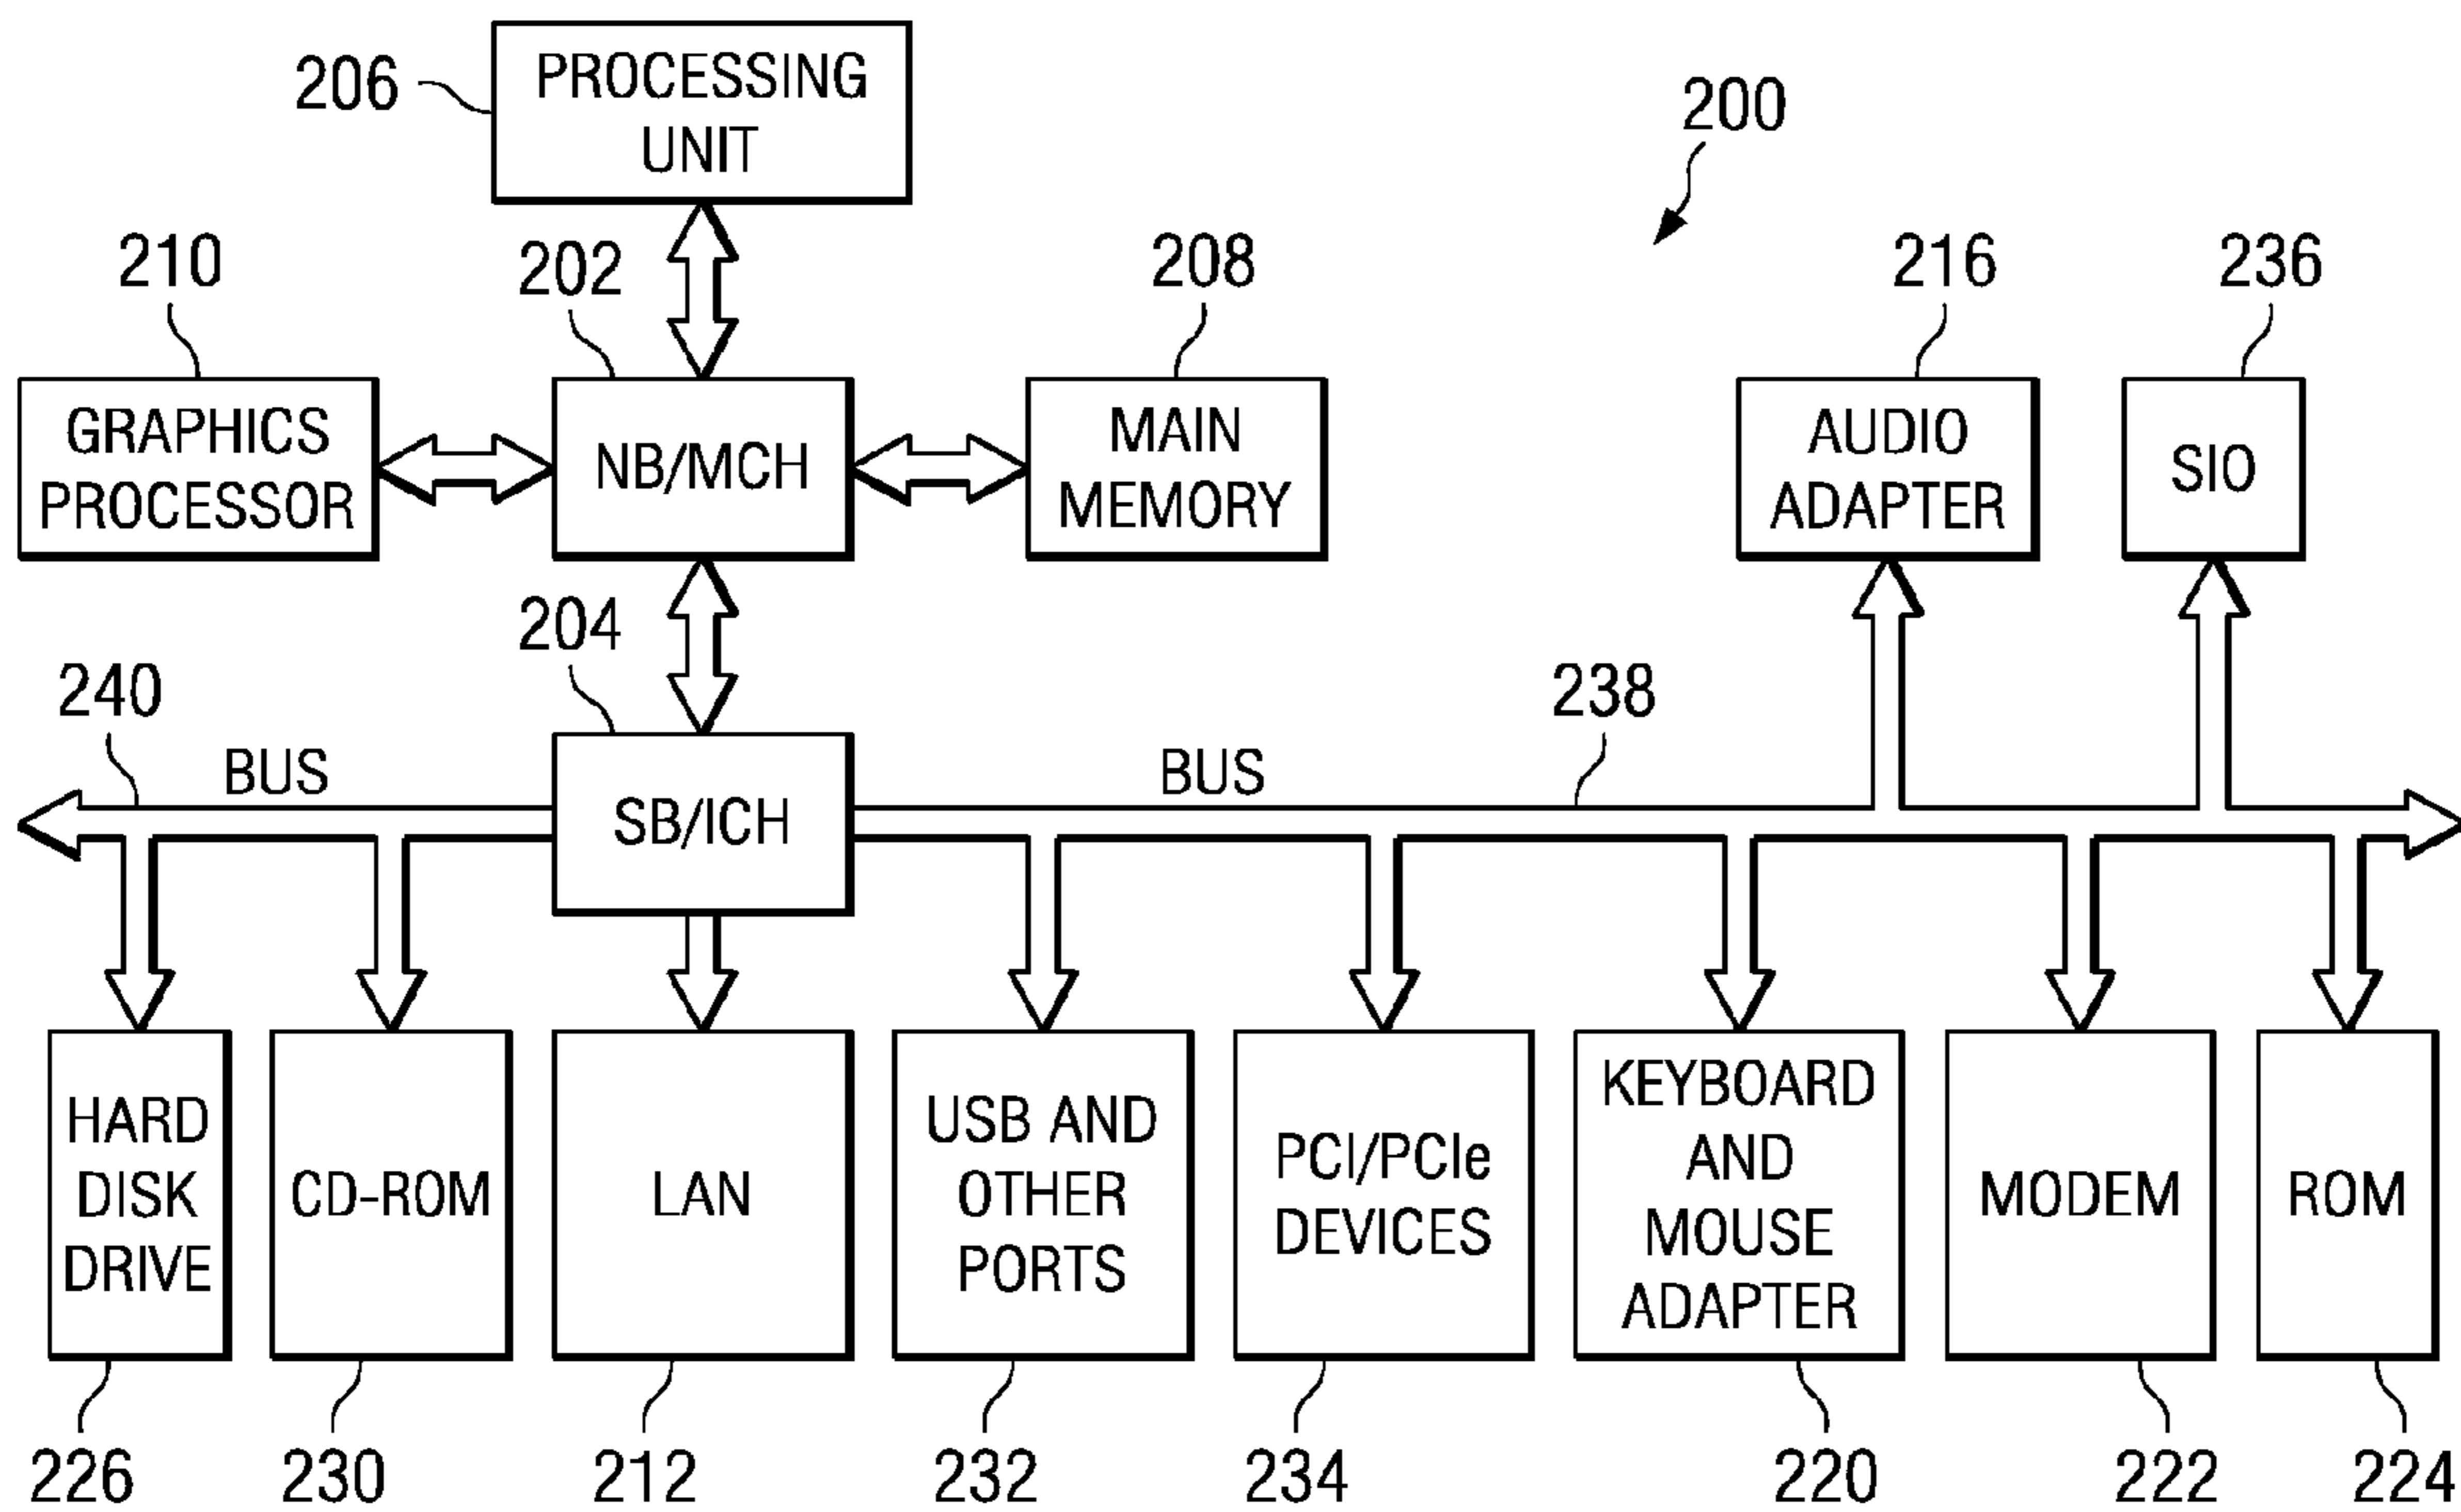 206
PROCESSING
UNIT
200
210
202
208
216
236
GRAPHICS
PROCESSOR
NB/MCH
MAIN
MEMORY
AUDIO
ADAPTER
SIO
204
240
BUS
238
BUS
SB/ICH
HARD
DISK
DRIVE
CD-ROM
LAN
USB AND
OTHER
PORTS
PCI/PCIe
DEVICES
KEYBOARD
AND
MOUSE
ADAPTER
MODEM
ROM
226
230
212
232
234
220
222
224